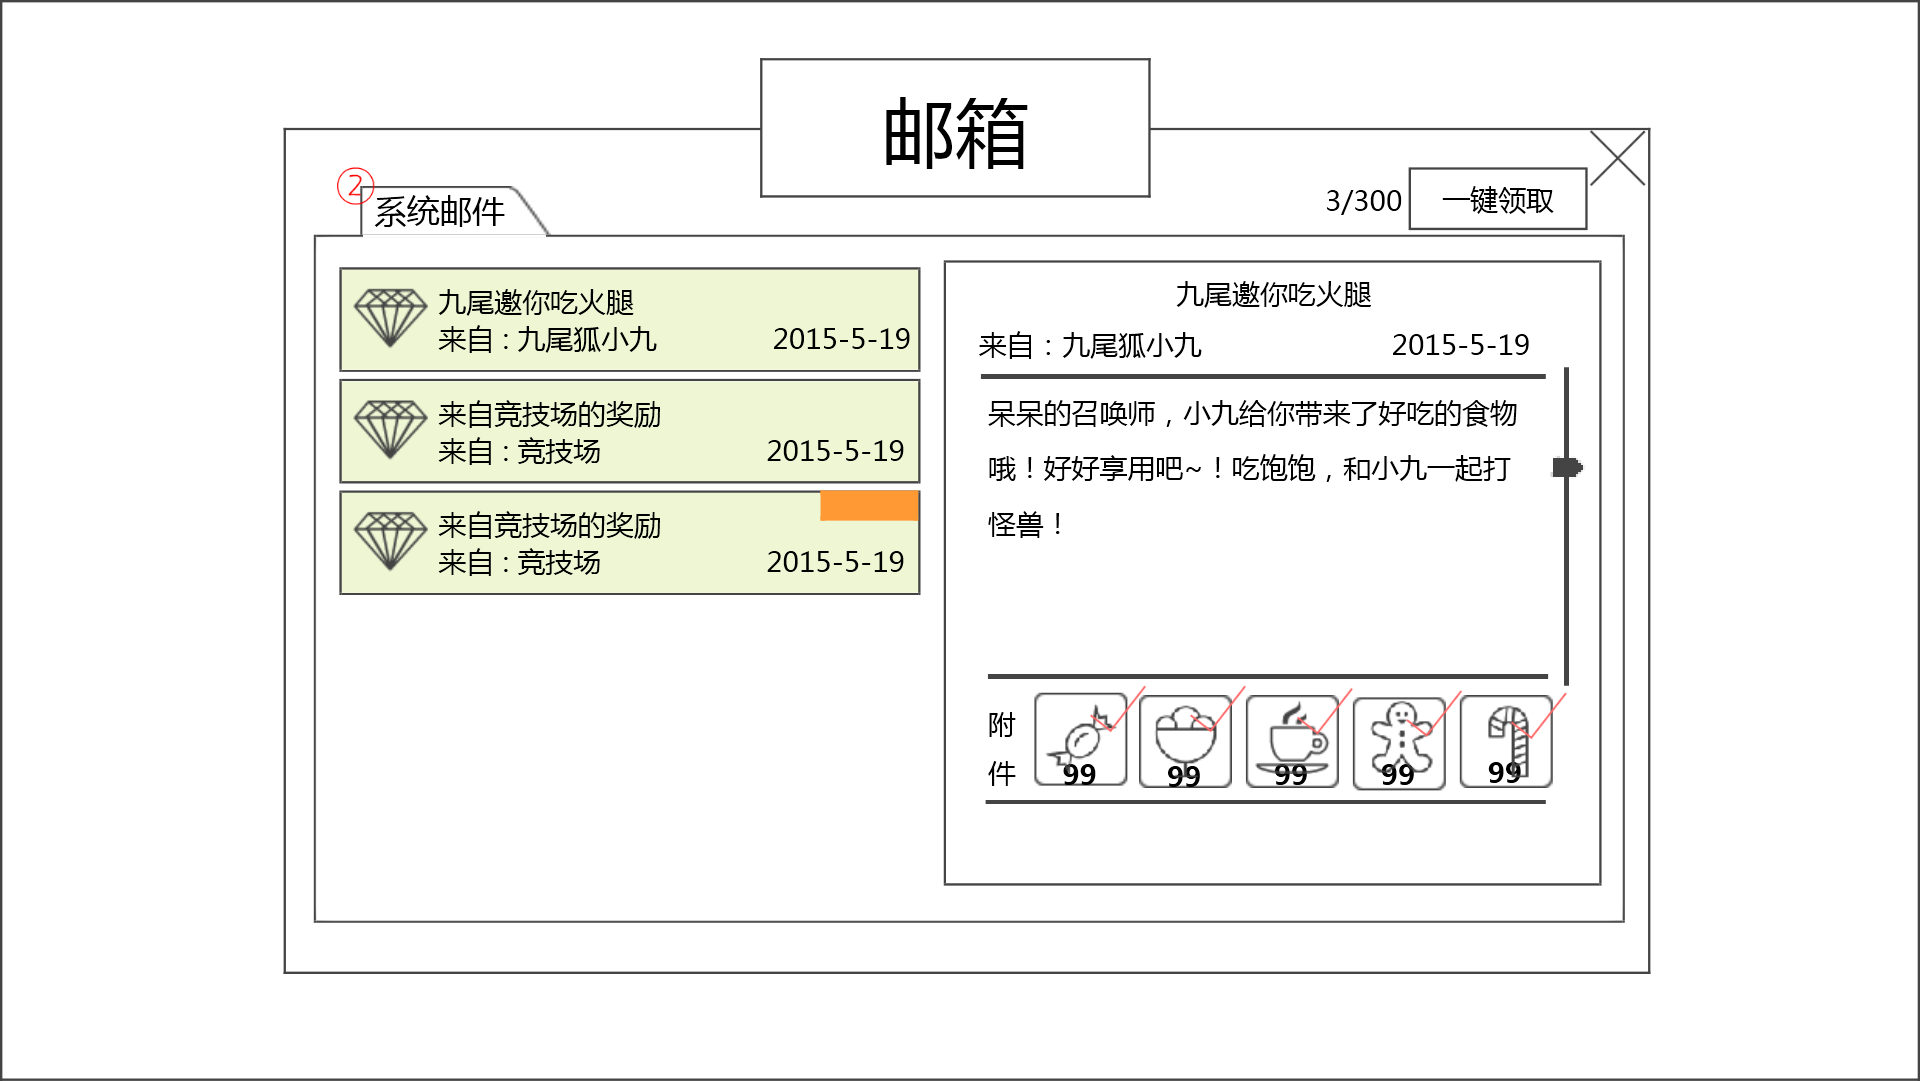 邮箱
②
系统邮件
3/300
一键领取
九尾邀你吃火腿
来自：九尾狐小九 2015-5-19
来自竞技场的奖励
来自：竞技场 2015-5-19
来自竞技场的奖励
来自：竞技场 2015-5-19
九尾邀你吃火腿
来自：九尾狐小九 2015-5-19
呆呆的召唤师，小九给你带来了好吃的食物
哦！好好享用吧~！吃饱饱，和小九一起打
怪兽！
附
件
99 99 99 99 99